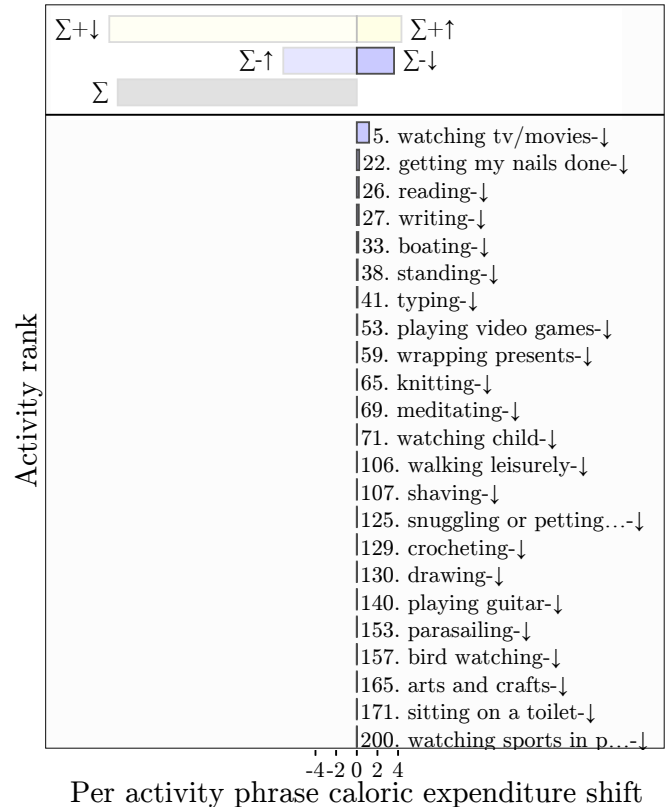 Σ+↓ Σ+↑
Σ-↑ Σ-↓
Σ
Activity rank
5. watching tv/movies-↓
22. getting my nails done-↓
26. reading-↓
27. writing-↓
33. boating-↓
38. standing-↓
41. typing-↓
53. playing video games-↓
59. wrapping presents-↓
65. knitting-↓
69. meditating-↓
71. watching child-↓
106. walking leisurely-↓
107. shaving-↓
125. snuggling or petting...-↓
129. crocheting-↓
130. drawing-↓
140. playing guitar-↓
153. parasailing-↓
157. bird watching-↓
165. arts and crafts-↓
171. sitting on a toilet-↓
200. watching sports in p...-↓
-4 -2 0 2 4
Per activity phrase caloric expenditure shift